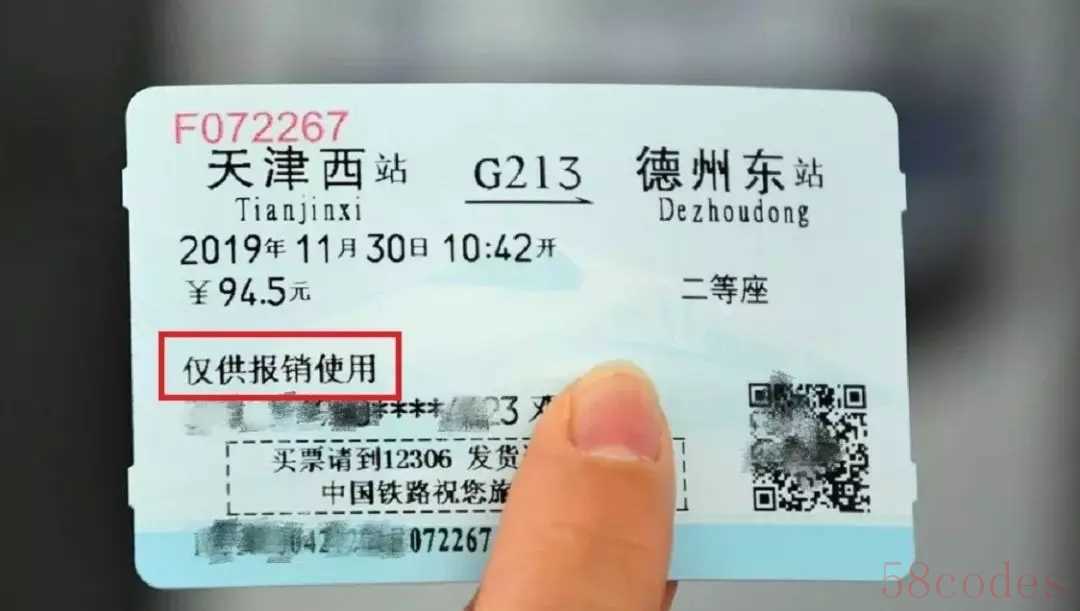 F072267
天津西站 G213 德州东站
Tianjinxi Dezhoudong
2019年11月30日 10:42开
¥94.5元 二等座
仅供报销使用
****23
买票请到12306 发货
中国铁路祝您旅
072267
58codes